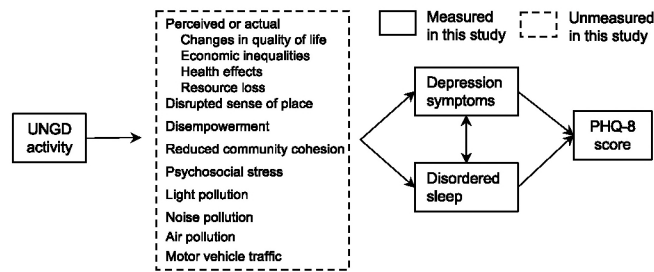 Perceived or actual
Changes in quality of life
Economic inequalities
Health effects
Resource loss
Disrupted sense of place
Disempowerment
Reduced community cohesion
Psychosocial stress
Light pollution
Noise pollution
Air pollution
Motor vehicle traffic
UNGD
activity
Measured
in this study
Unmeasured
in this study
Depression
symptoms
Disordered
sleep
PHQ-8
score